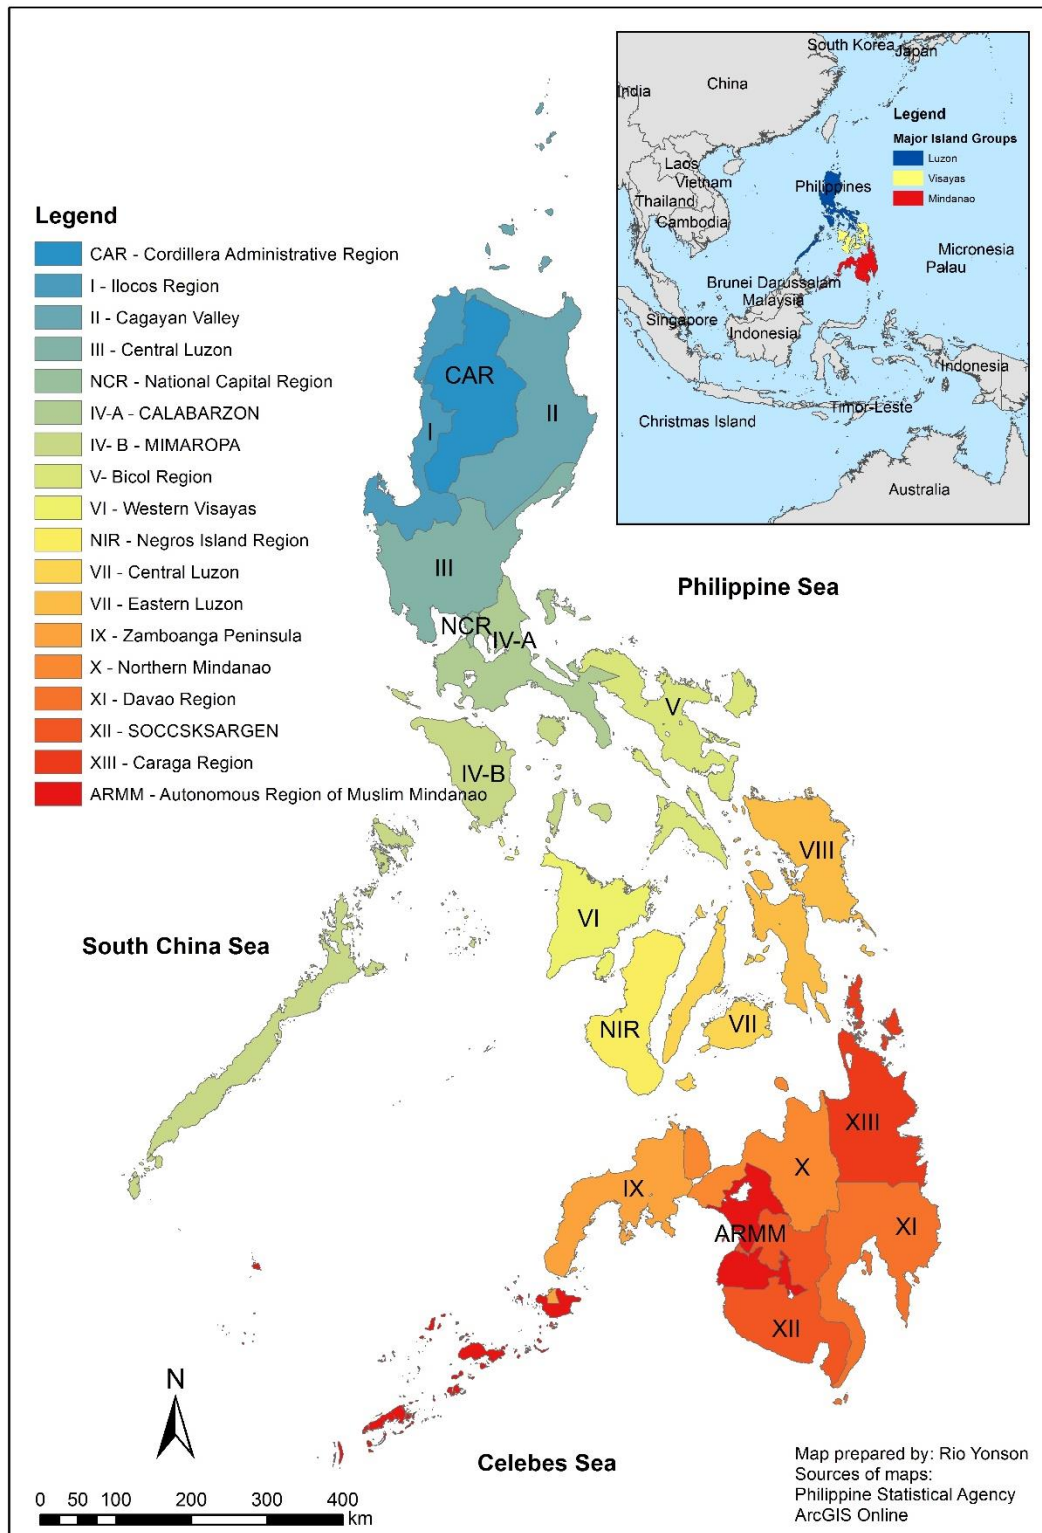 Legend
CAR - Cordillera Administrative Region
I - Ilocos Region
II - Cagayan Valley
III - Central Luzon
NCR - National Capital Region
IV-A - CALABARZON
IV- B - MIMAROPA
V- Bicol Region
VI - Western Visayas
NIR - Negros Island Region
VII - Central Luzon
VII - Eastern Luzon
IX - Zamboanga Peninsula
X - Northern Mindanao
XI - Davao Region
XII - SOCCSKSARGEN
XIII - Caraga Region
ARMM - Autonomous Region of Muslim Mindanao
South Korea
Japan
China
India
Legend
Major Island Groups
Luzon
Visayas
Mindanao
Laos
Vietnam
Thailand
Cambodia
Philippines
Micronesia
Palau
Brunei Darussalam
Malaysia
Singapore
Indonesia
Indonesia
Timor-Leste
Christmas Island
Australia
CAR
I
II
III
NCR
IV-A
Philippine Sea
V
IV-B
VIII
VI
South China Sea
NIR
VII
XIII
X
IX
ARMM
XI
XII
N
Celebes Sea
0 50 100 200 300 400
km
Map prepared by: Rio Yonson
Sources of maps:
Philippine Statistical Agency
ArcGIS Online